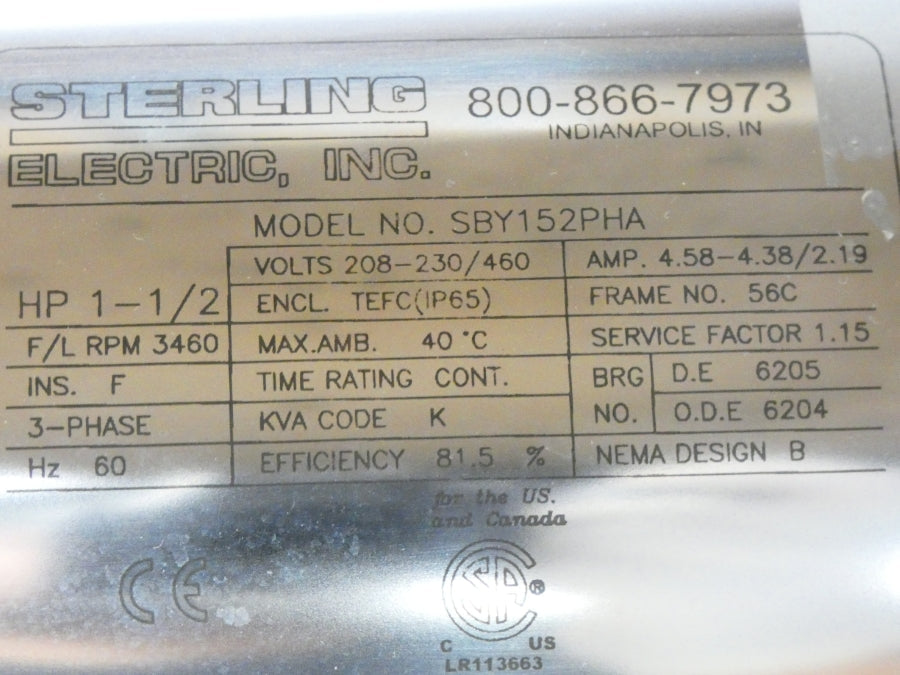 STERLING
ELECTRIC, INC.
800-866-7973
INDIANAPOLIS, IN
MODEL NO. SBY152PHA
HP 1-1/2
VOLTS 208-230/460
AMP. 4.58-4.38/2.19
ENCL. TEFC(IP65)
FRAME NO. 56C
F/L RPM 3460
MAX.AMB. 40 °C
SERVICE FACTOR 1.15
INS. F
TIME RATING CONT.
BRG NO.
D.E 6205
3-PHASE
KVA CODE K
O.D.E 6204
Hz 60
EFFICIENCY 81.5 %
NEMA DESIGN B
for the US.
and Canada
CE
SA ®
C US
LR113663